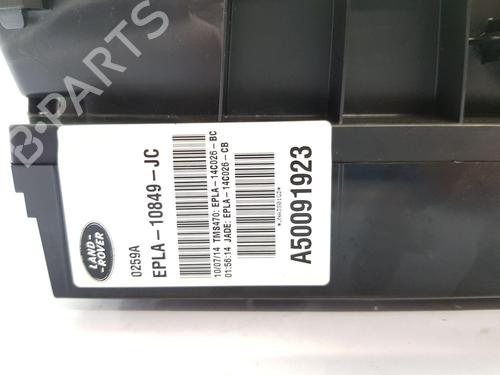 B-PARTS
LAND-
-ROVER
0259A
EPLA-10849-JC
10/07/14 TMS470: EPLA-14C026-BC
01:56:14 JADE: EPLA-14C026-CB
A50091923